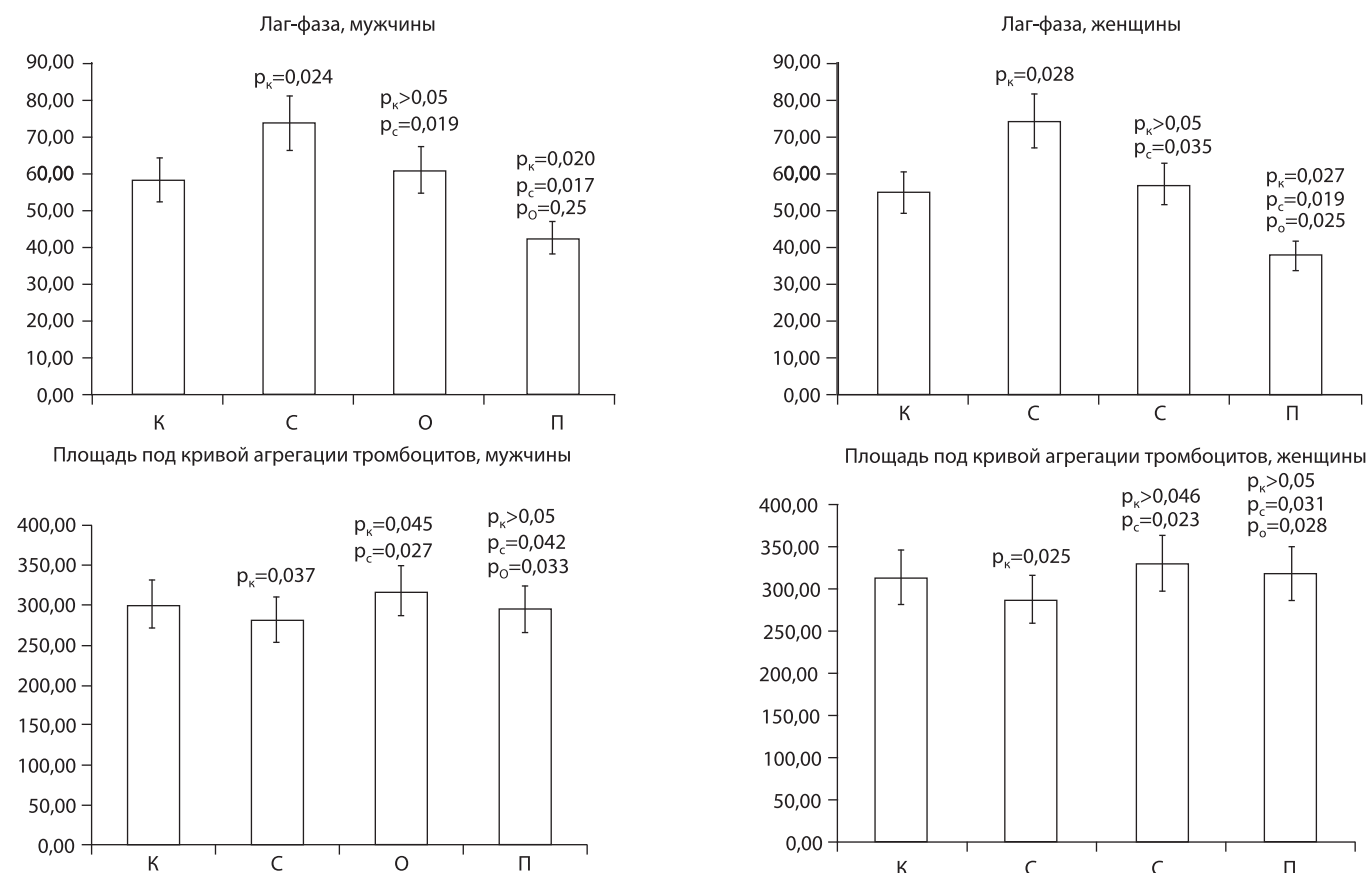 Лаг-фаза, мужчины
90,00
80,00
70,00
60,00
50,00
40,00
30,00
20,00
10,00
0,00
pк=0,024
pк>0,05
pс=0,019
pк=0,020
pс=0,017
pО=0,25
К С О П
Лаг-фаза, женщины
90,00
80,00
70,00
60,00
50,00
40,00
30,00
20,00
10,00
0,00
pк=0,028
pк>0,05
pс=0,035
pк=0,027
pс=0,019
pо=0,025
К С С П
Площадь под кривой агрегации тромбоцитов, мужчины
400,00
350,00
300,00
250,00
200,00
150,00
100,00
50,00
0,00
pк=0,037
pк=0,045
pс=0,027
pк>0,05
pс=0,042
pО=0,033
К С О П
Площадь под кривой агрегации тромбоцитов, женщины
400,00
350,00
300,00
250,00
200,00
150,00
100,00
50,00
0,00
pк=0,025
pк>0,046
pс=0,023
pк>0,05
pс=0,031
pо=0,028
К С С П